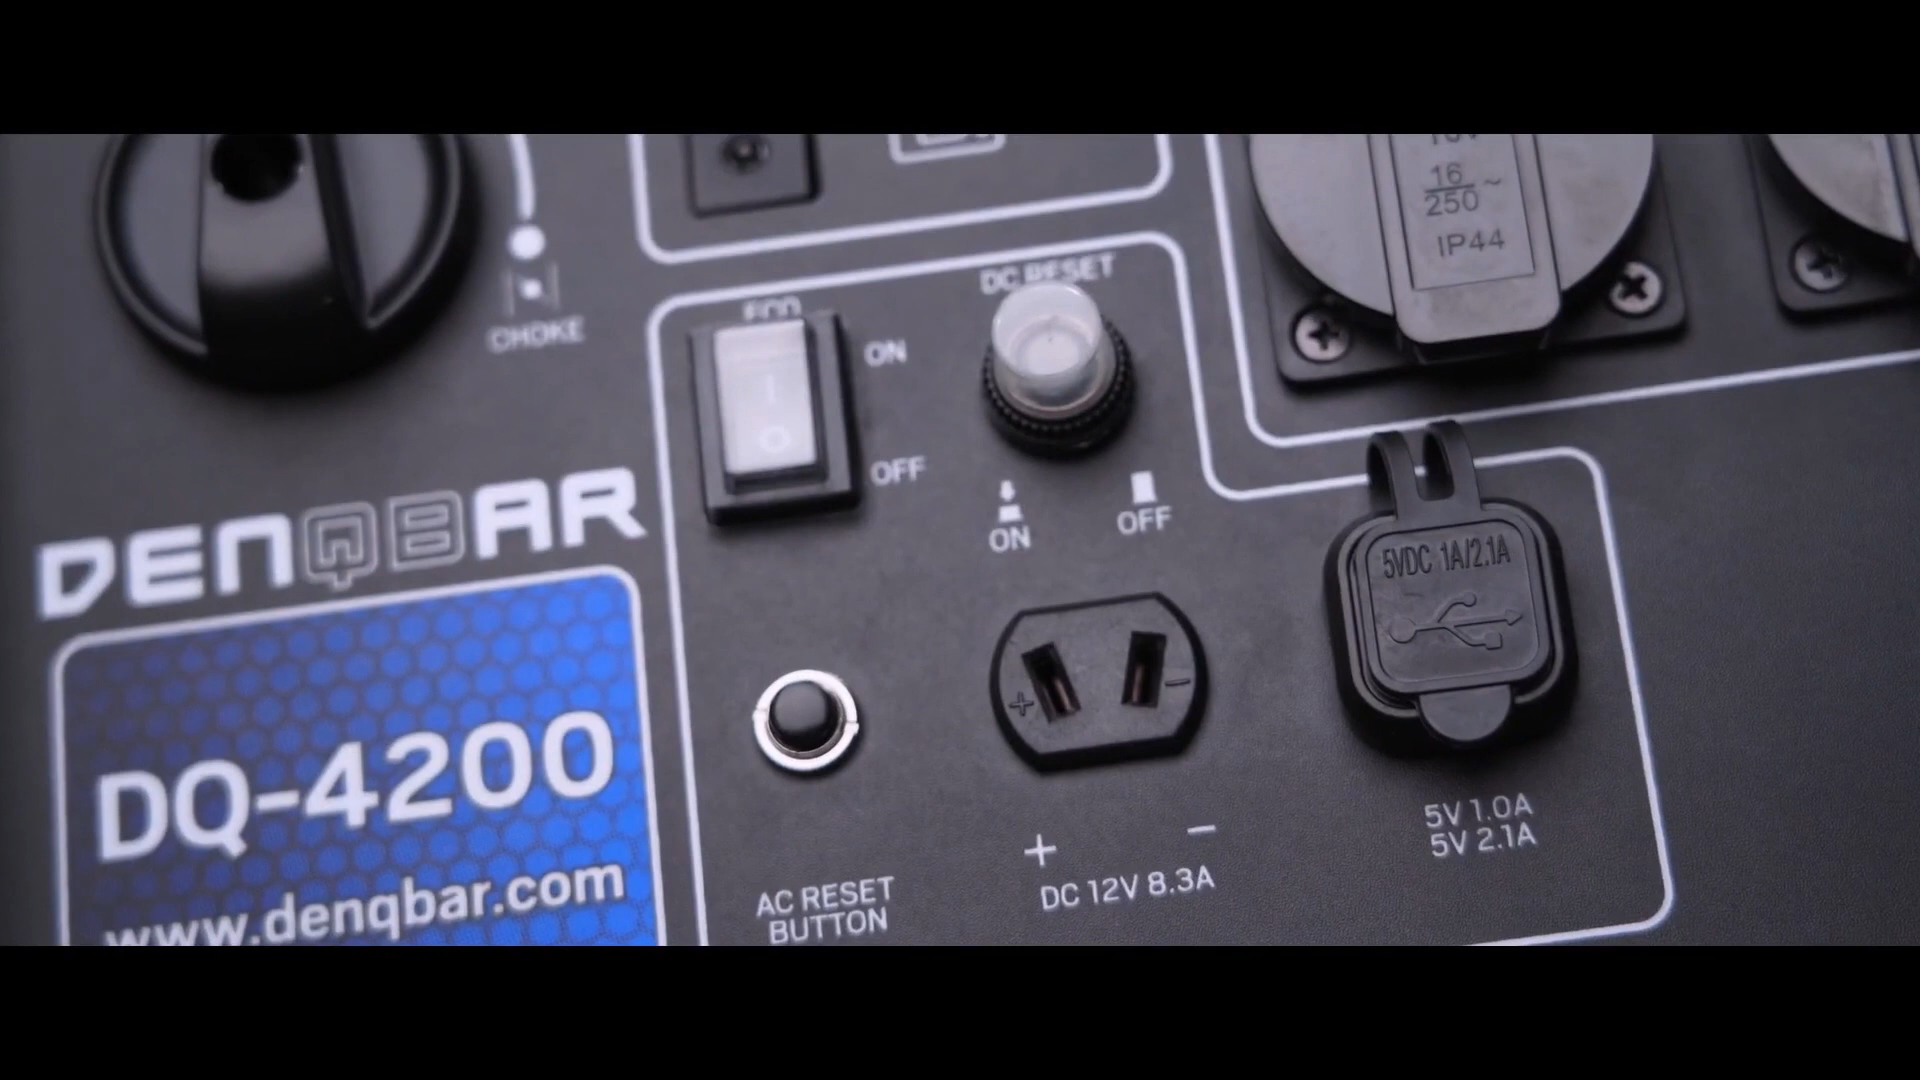 16
250~
IP44
CHOKE
ECO
ON
OFF
DC RESET
ON
OFF
DENQBAR
DQ-4200
www.denqbar.com
AC RESET
BUTTON
+ −
+ −
DC 12V 8.3A
5VDC 1A/2.1A
5V 1.0A
5V 2.1A